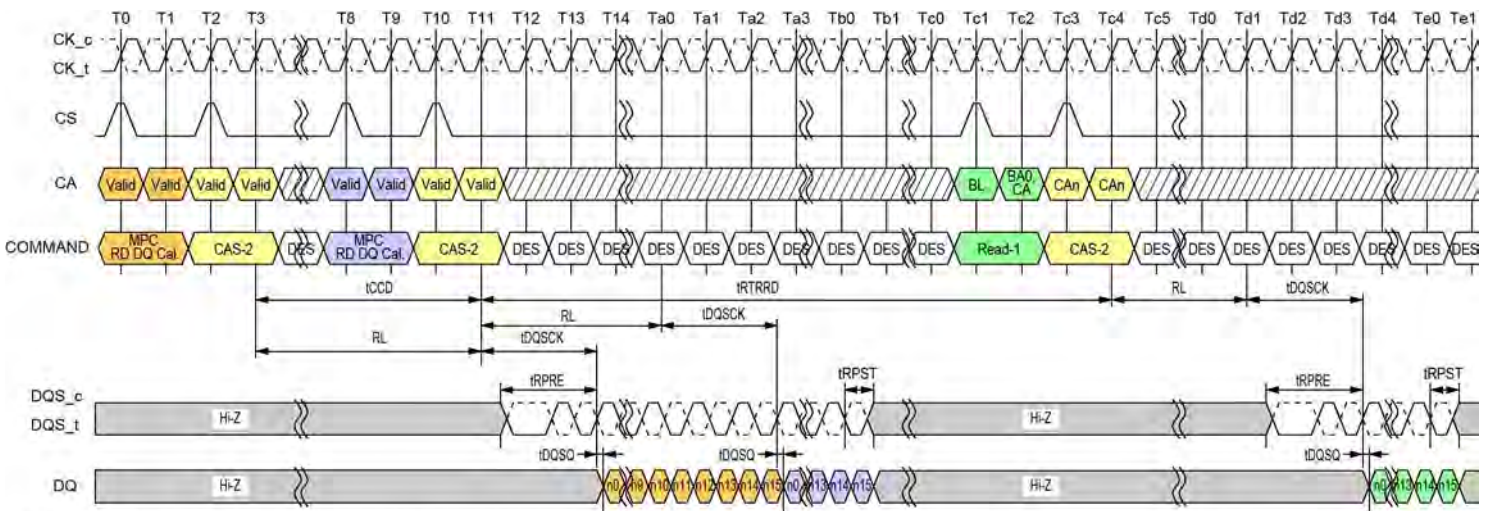 T0 T1 T2 T3 T8 T9 T10 T11 T12 T13 T14 Ta0 Ta1 Ta2 Ta3 Tb0 Tb1 Tc0 Tc1 Tc2 Tc3 Tc4 Tc5 Td0 Td1 Td2 Td3 Td4 Te0 Te1
CK_c
CK_t
CS
CA Valid Valid Valid Valid Valid Valid Valid Valid BL BA0, CA CAn CAn
COMMAND MPC RD DQ Cal. CAS-2 DES MPC RD DQ Cal. CAS-2 DES DES DES DES DES DES DES DES DES DES Read-1 CAS-2 DES DES DES DES DES DES DES DES
tCCD tRTRRD RL tDQSCK
RL tDQSCK
RL tDQSCK
tRPRE tRPST tRPRE tRPST
DQS_c
DQS_t Hi-Z Hi-Z
tDQSQ tDQSQ tDQSQ
DQ Hi-Z n0 n9 n10 n11 n12 n13 n14 n15 n0 n13 n14 n15 Hi-Z n0 n13 n14 n15